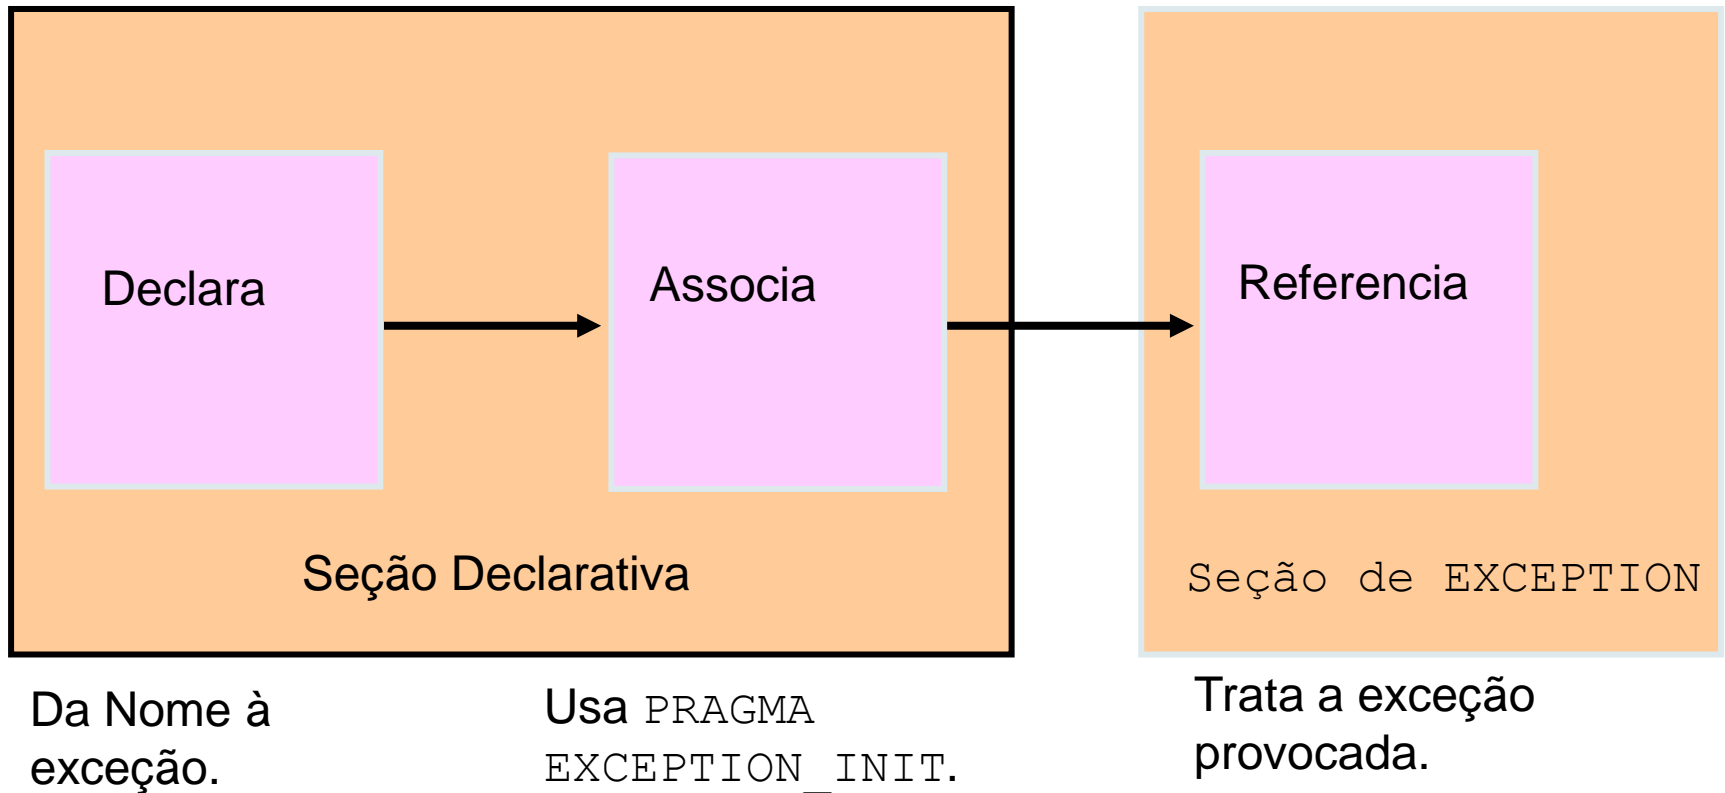 Declara
Associa
Referencia
Seção Declarativa
Seção de EXCEPTION
Da Nome à
exceção.
Usa PRAGMA
EXCEPTION_INIT.
Trata a exceção
provocada.